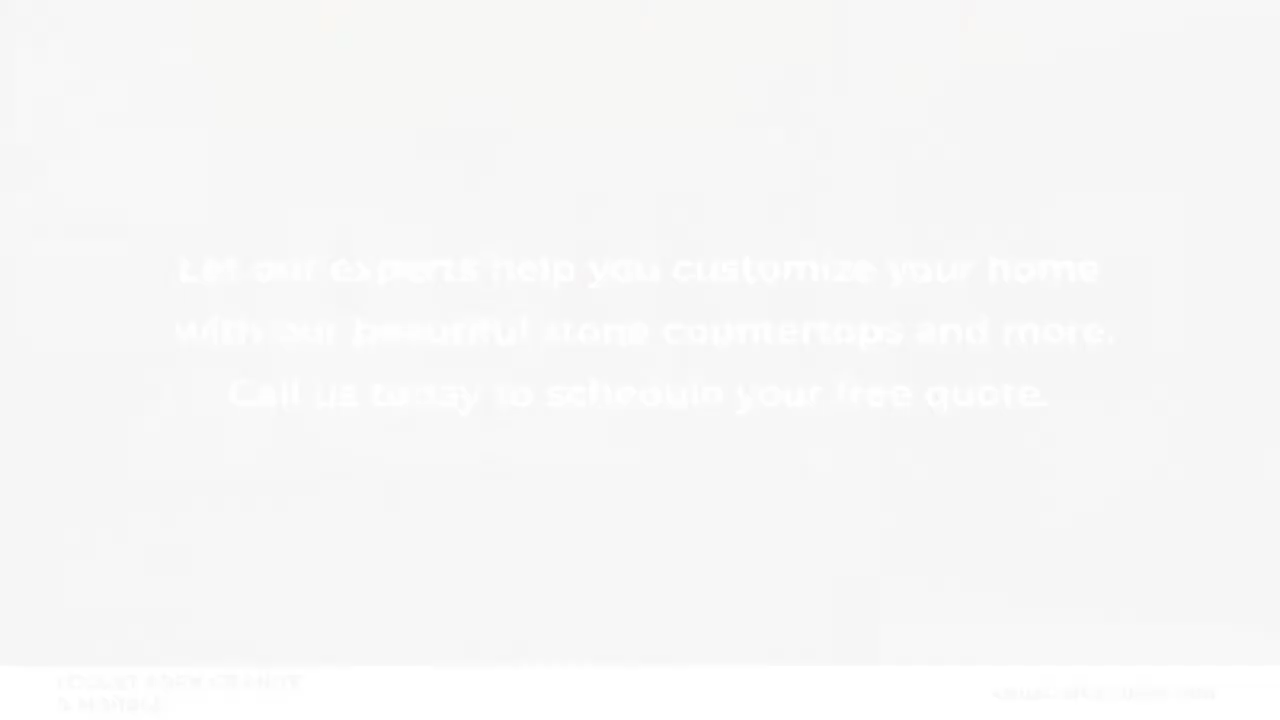 Let our experts help you customize your home
with our beautiful stone countertops and more.
Call us today to schedule your free quote.
& MARBLE